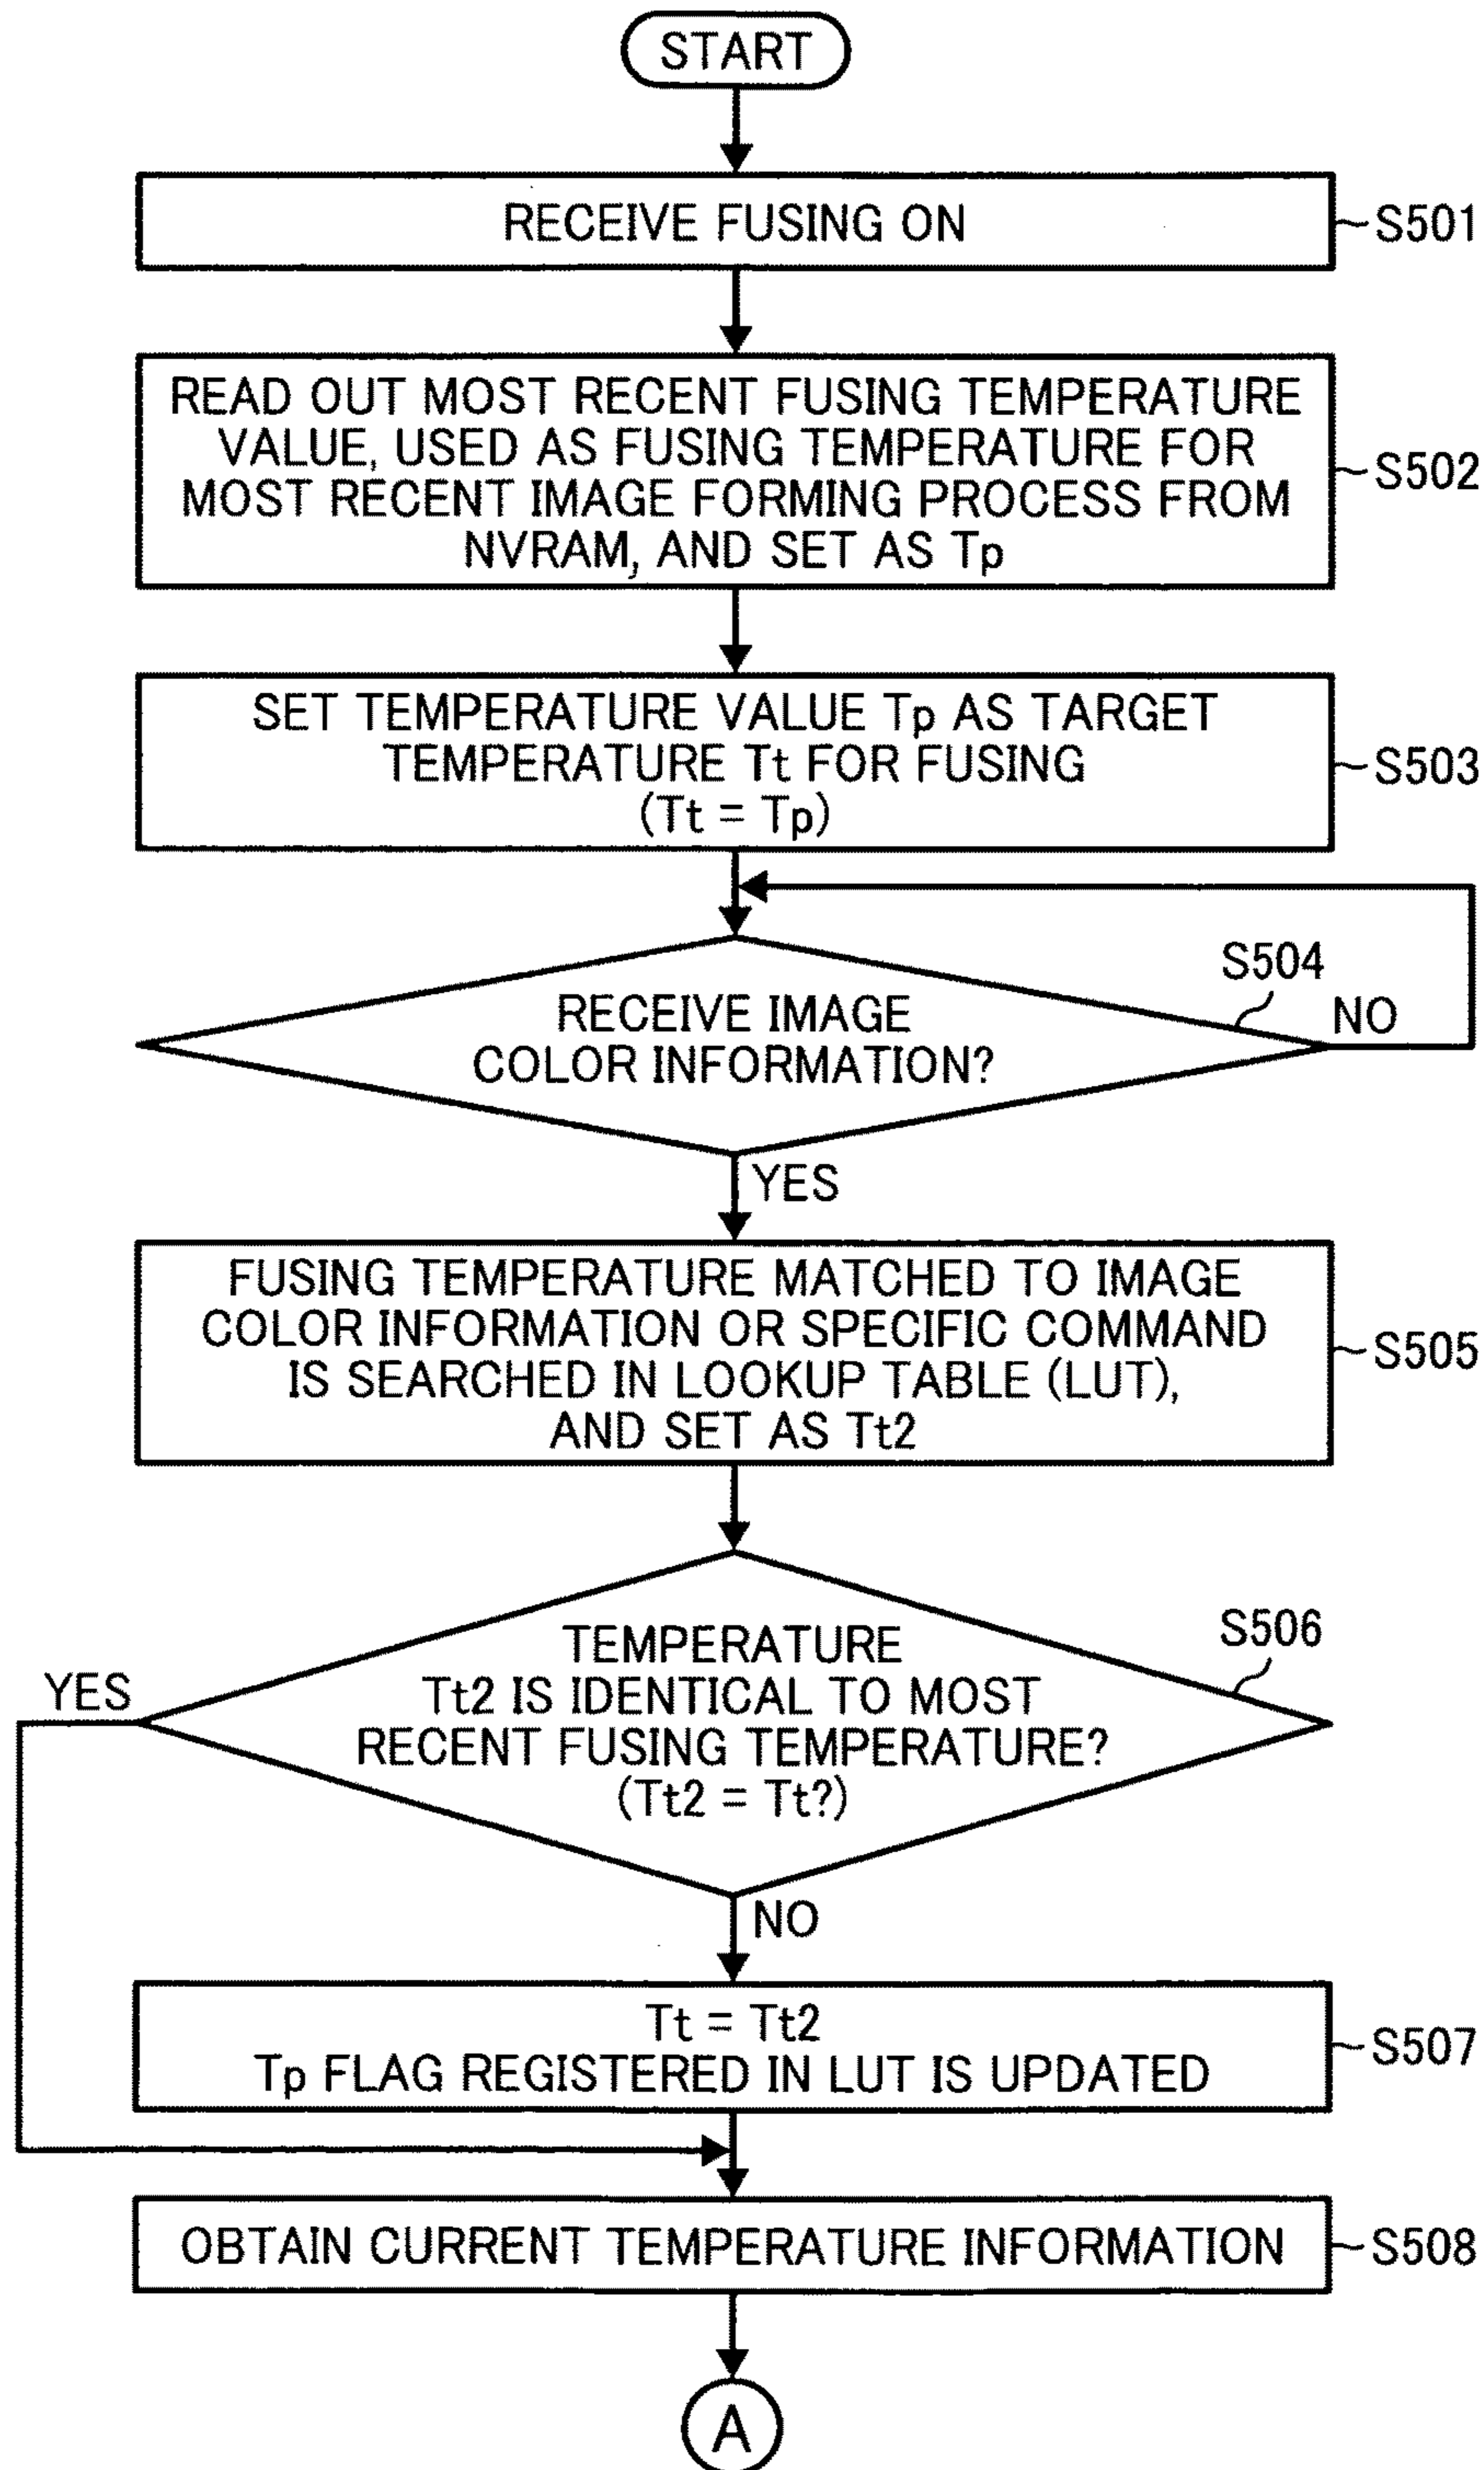 START
RECEIVE FUSING ON
S501
READ OUT MOST RECENT FUSING TEMPERATURE
VALUE, USED AS FUSING TEMPERATURE FOR
MOST RECENT IMAGE FORMING PROCESS FROM
NVRAM, AND SET AS Tp
S502
SET TEMPERATURE VALUE Tp AS TARGET
TEMPERATURE Tt FOR FUSING
(Tt = Tp)
S503
S504
RECEIVE IMAGE
COLOR INFORMATION?
NO
YES
FUSING TEMPERATURE MATCHED TO IMAGE
COLOR INFORMATION OR SPECIFIC COMMAND
IS SEARCHED IN LOOKUP TABLE (LUT),
AND SET AS Tt2
S505
S506
TEMPERATURE
Tt2 IS IDENTICAL TO MOST
RECENT FUSING TEMPERATURE?
(Tt2 = Tt?)
YES
NO
Tt = Tt2
Tp FLAG REGISTERED IN LUT IS UPDATED
S507
OBTAIN CURRENT TEMPERATURE INFORMATION
S508
A